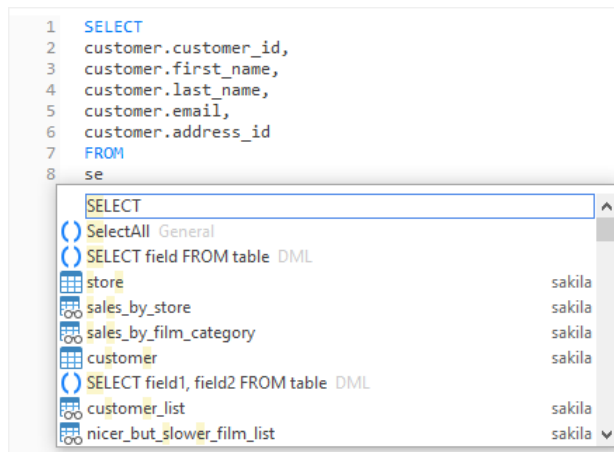 1 SELECT
2 customer.customer_id,
3 customer.first_name,
4 customer.last_name,
5 customer.email,
6 customer.address_id
7 FROM
8 se
SELECT
SelectAll General
SELECT field FROM table DML
store sakila
sales_by_store sakila
sales_by_film_category sakila
customer sakila
SELECT field1, field2 FROM table DML
customer_list sakila
nicer_but_slower_film_list sakila